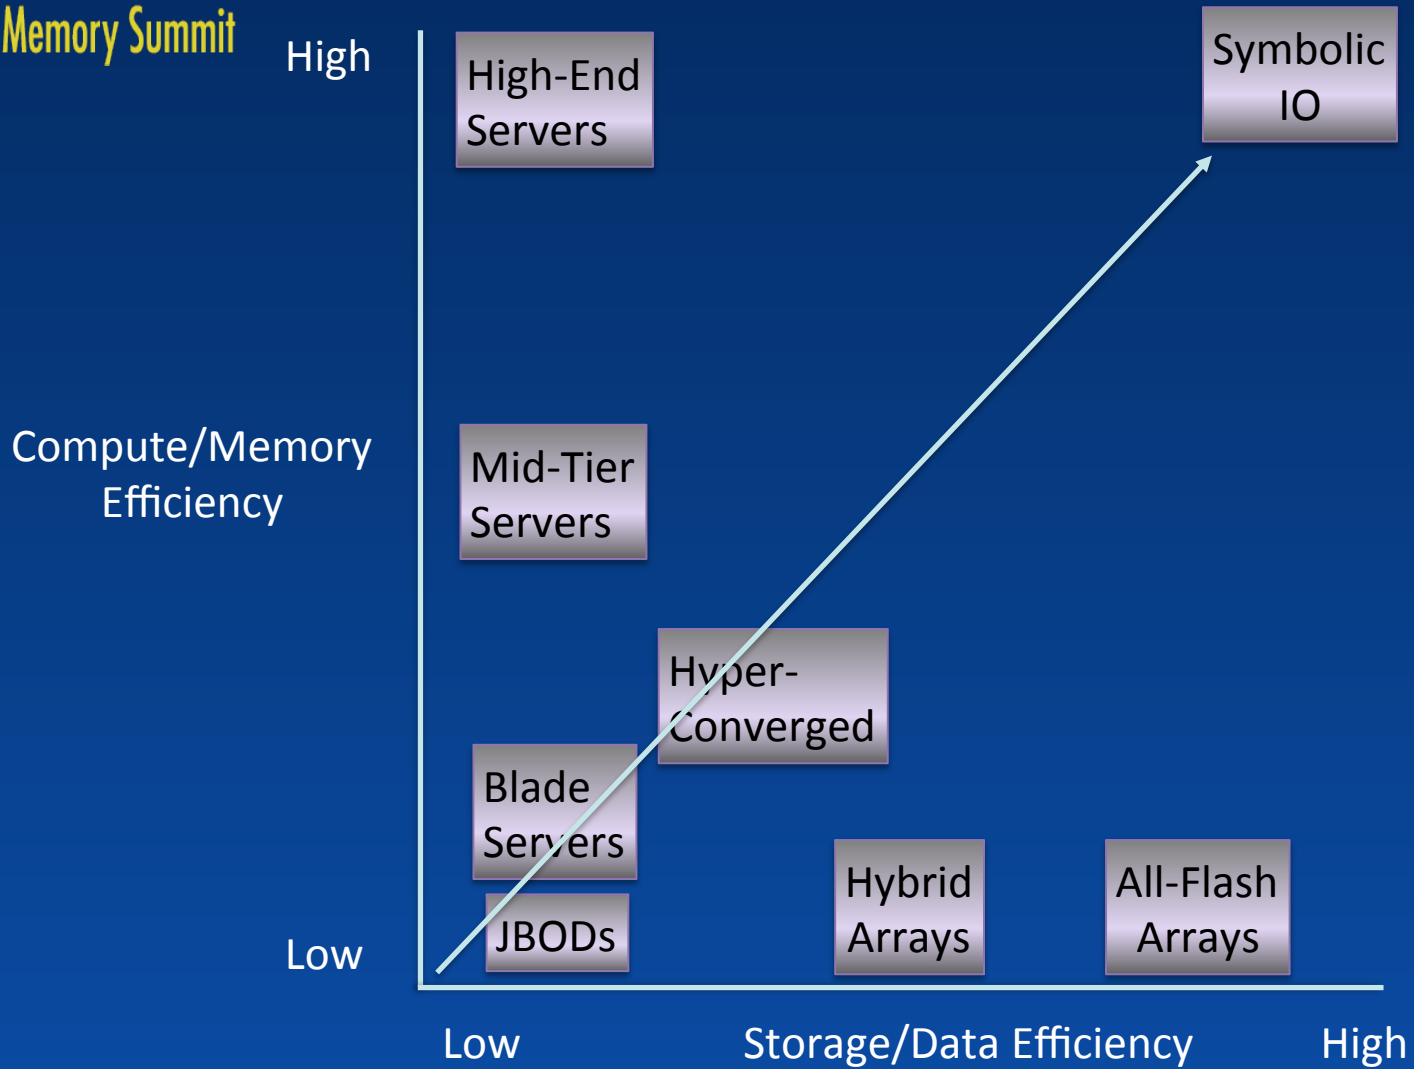 Memory Summit
High
High-End
Servers
Symbolic
IO
Compute/Memory
Efficiency
Mid-Tier
Servers
Hyper-
Converged
Blade
Servers
JBODs
Hybrid
Arrays
All-Flash
Arrays
Low
Low
Storage/Data Efficiency
High